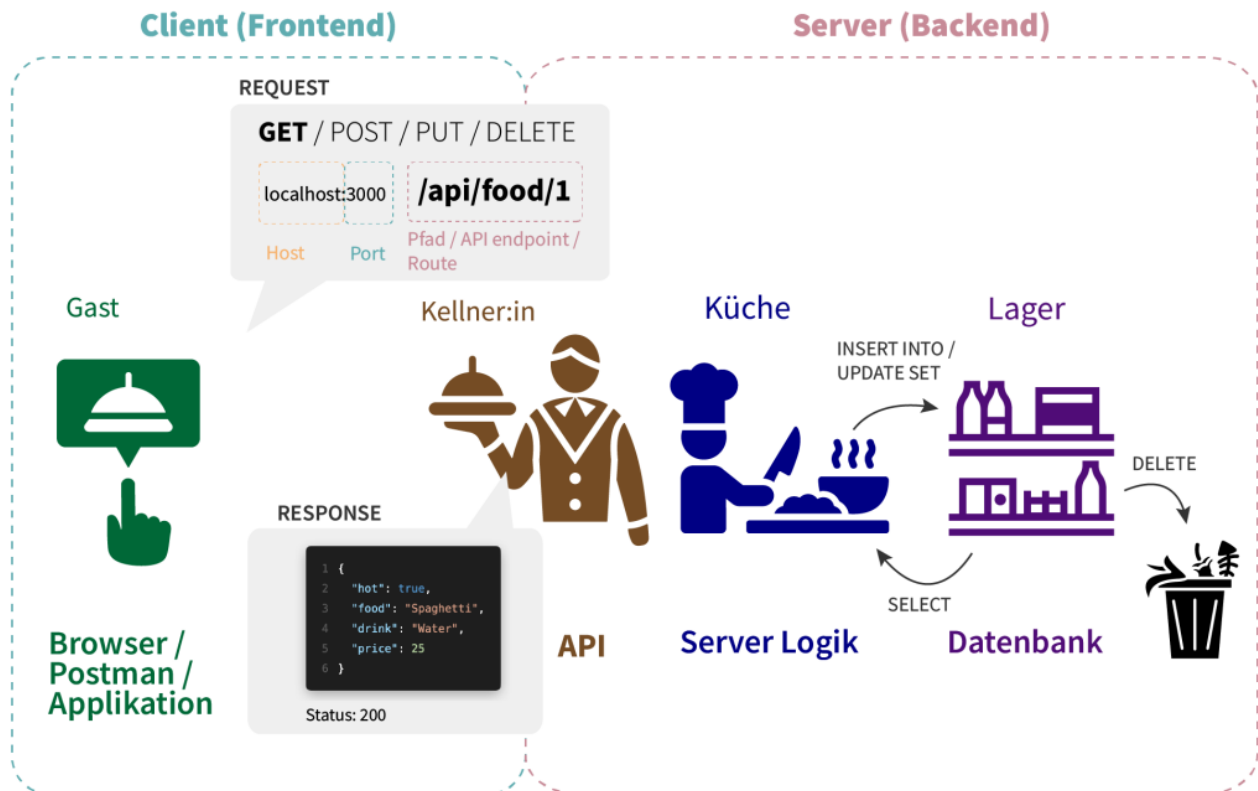 Client (Frontend)
Server (Backend)
REQUEST
GET / POST / PUT / DELETE
localhost:3000
/api/food/1
Host
Port
Pfad / API endpoint /
Route
Gast
Kellner:in
Küche
Lager
INSERT INTO /
UPDATE SET
DELETE
SELECT
RESPONSE
1 {
2 "hot": true,
3 "food": "Spaghetti",
4 "drink": "Water",
5 "price": 25
6 }
Status: 200
Browser /
Postman /
Applikation
API
Server Logik
Datenbank